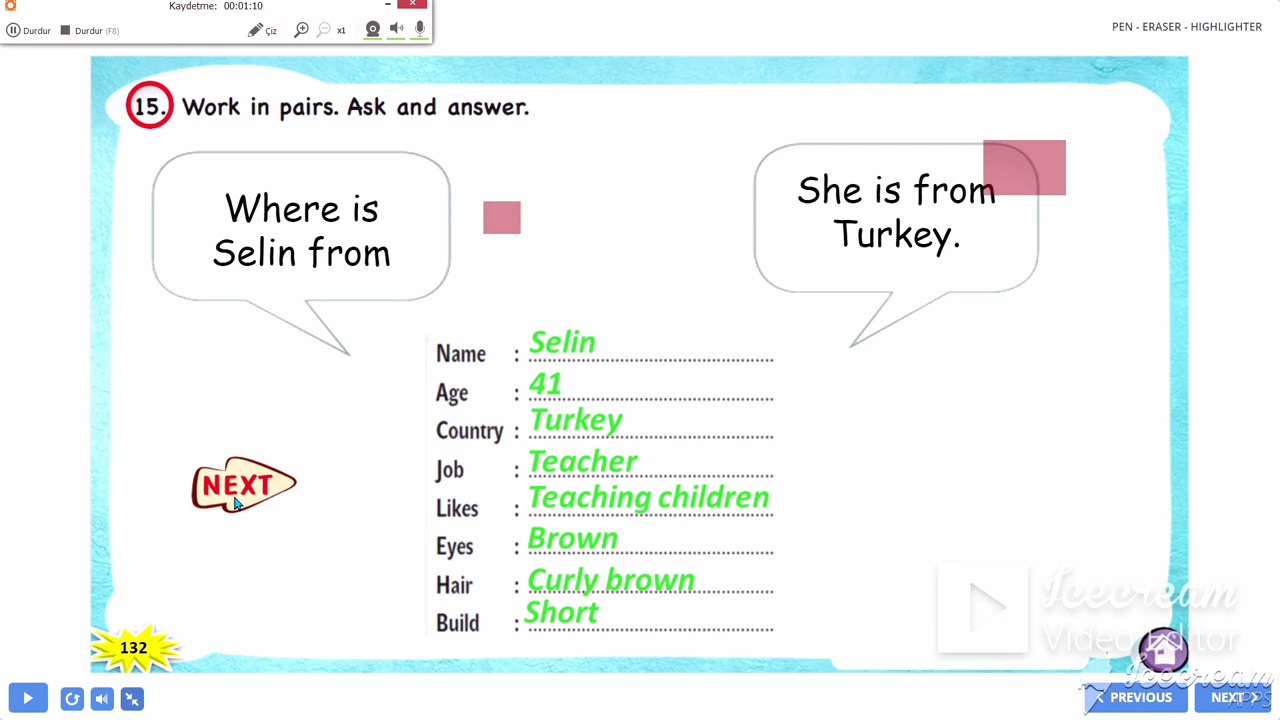 Kaydetme: 00:01:10
Durdur
Durdur (F8)
Çiz
x1
PEN - ERASER - HIGHLIGHTER
15. Work in pairs. Ask and answer.
Where is
Selin from
She is from
Turkey.
Name : Selin
Age : 41
Country : Turkey
Job : Teacher
Likes : Teaching children
Eyes : Brown
Hair : Curly brown
Build : Short
NEXT
132
Icecream
Video Editor
Icecream
APPS
PREVIOUS
NEXT